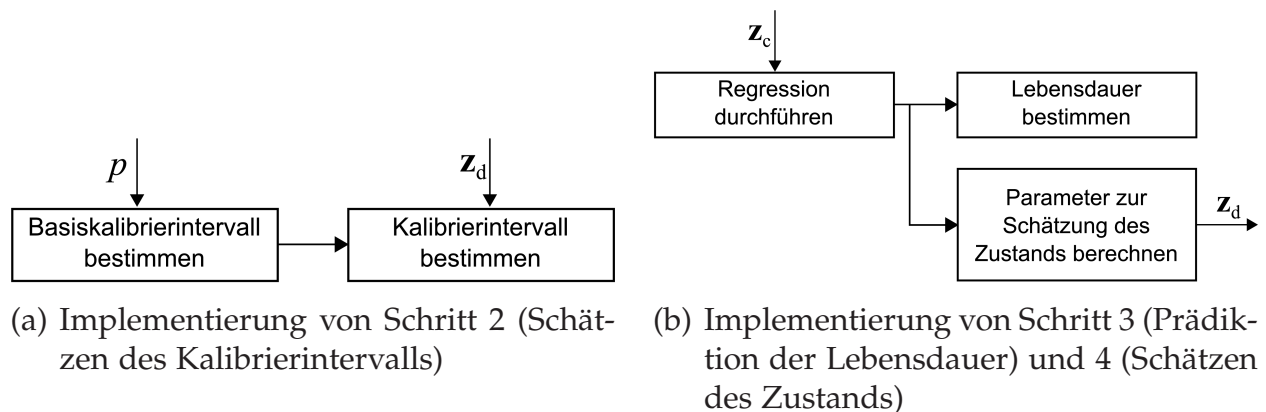 p
z_d
Basiskalibrierintervall
bestimmen
Kalibrierintervall
bestimmen
(a) Implementierung von Schritt 2 (Schät-
zen des Kalibrierintervalls)
z_c
Regression
durchführen
Lebensdauer
bestimmen
Parameter zur
Schätzung des
Zustands berechnen
z_d
(b) Implementierung von Schritt 3 (Prädik-
tion der Lebensdauer) und 4 (Schätzen
des Zustands)